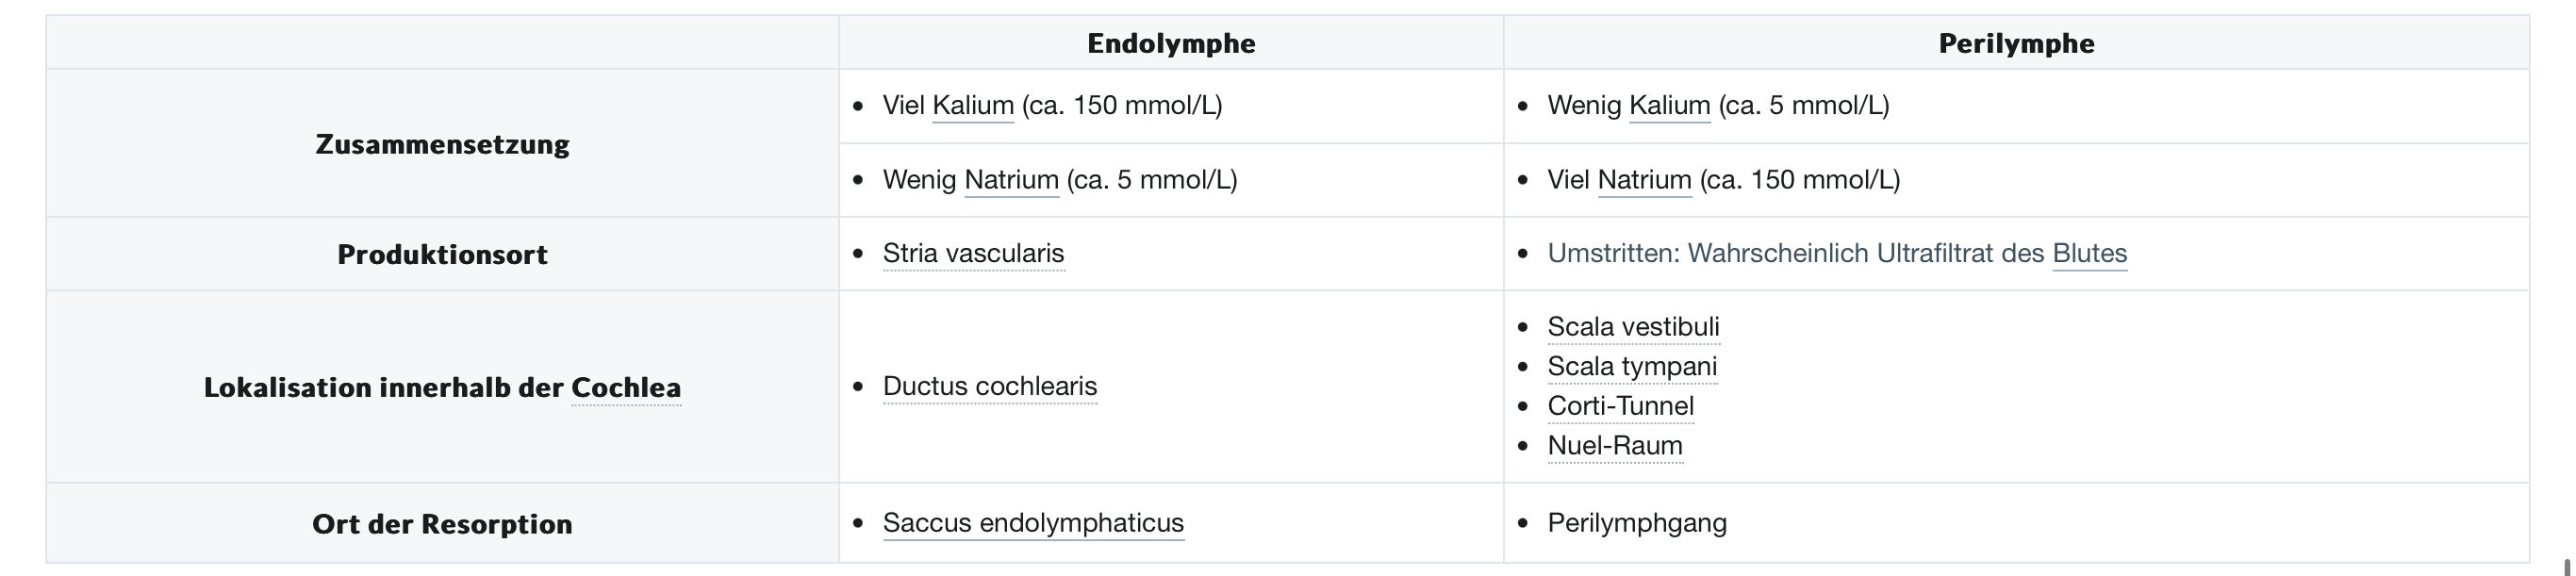 Endolymphe Perilymphe
Zusammensetzung
• Viel Kalium (ca. 150 mmol/L)
• Wenig Kalium (ca. 5 mmol/L)
• Wenig Natrium (ca. 5 mmol/L)
• Viel Natrium (ca. 150 mmol/L)
Produktionsort
• Stria vascularis
• Umstritten: Wahrscheinlich Ultrafiltrat des Blutes
Lokalisation innerhalb der Cochlea
• Ductus cochlearis
• Scala vestibuli
• Scala tympani
• Corti-Tunnel
• Nuel-Raum
Ort der Resorption
• Saccus endolymphaticus
• Perilymphgang